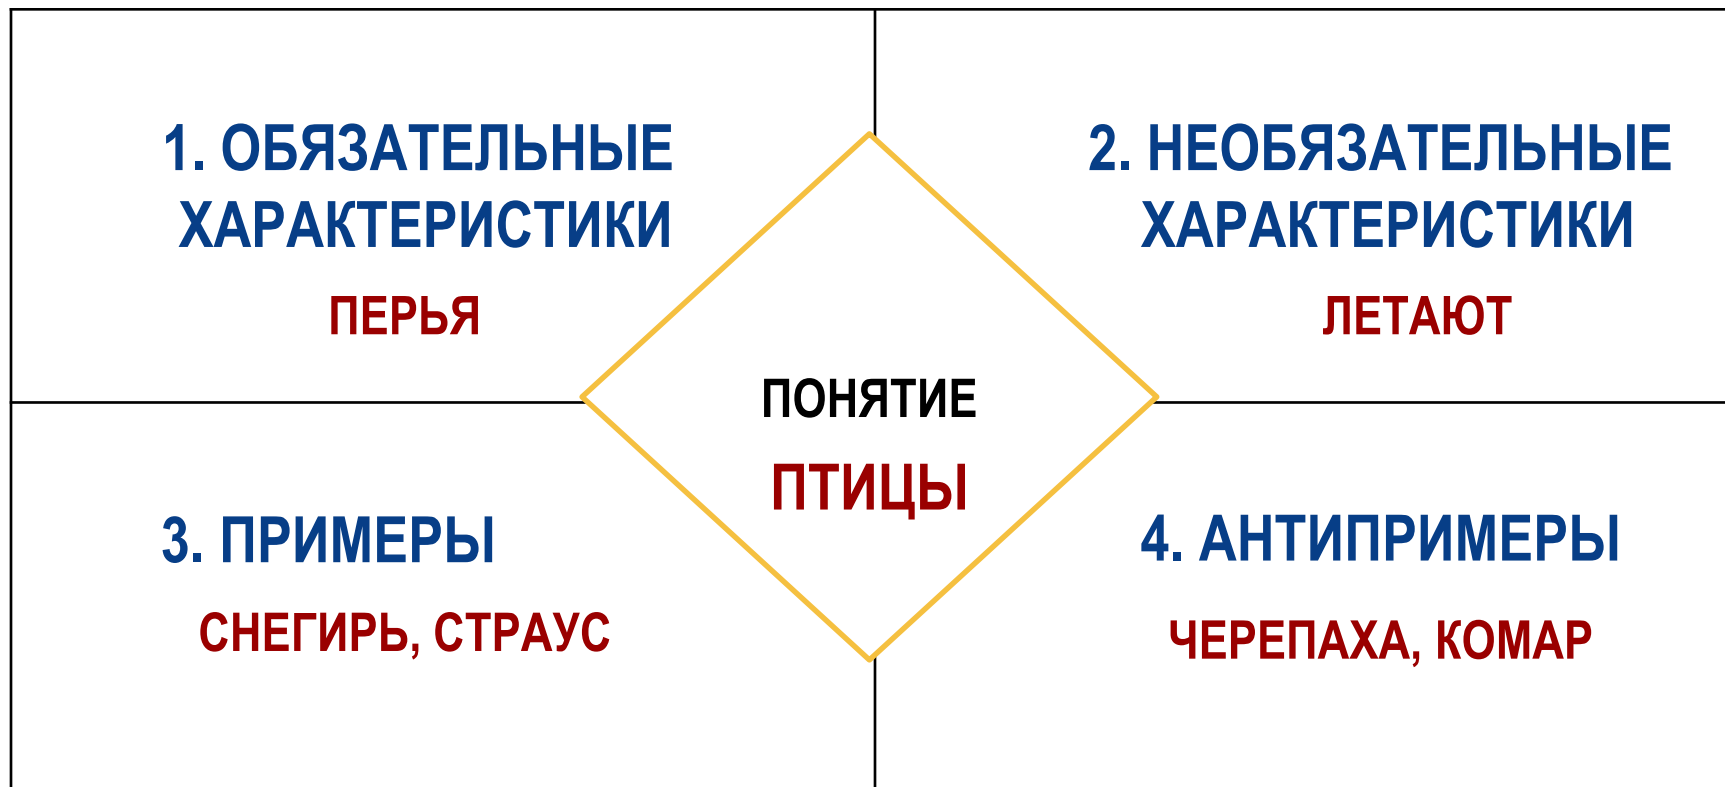 1. ОБЯЗАТЕЛЬНЫЕ
ХАРАКТЕРИСТИКИ
ПЕРЬЯ
2. НЕОБЯЗАТЕЛЬНЫЕ
ХАРАКТЕРИСТИКИ
ЛЕТАЮТ
ПОНЯТИЕ
ПТИЦЫ
3. ПРИМЕРЫ
СНЕГИРЬ, СТРАУС
4. АНТИПРИМЕРЫ
ЧЕРЕПАХА, КОМАР